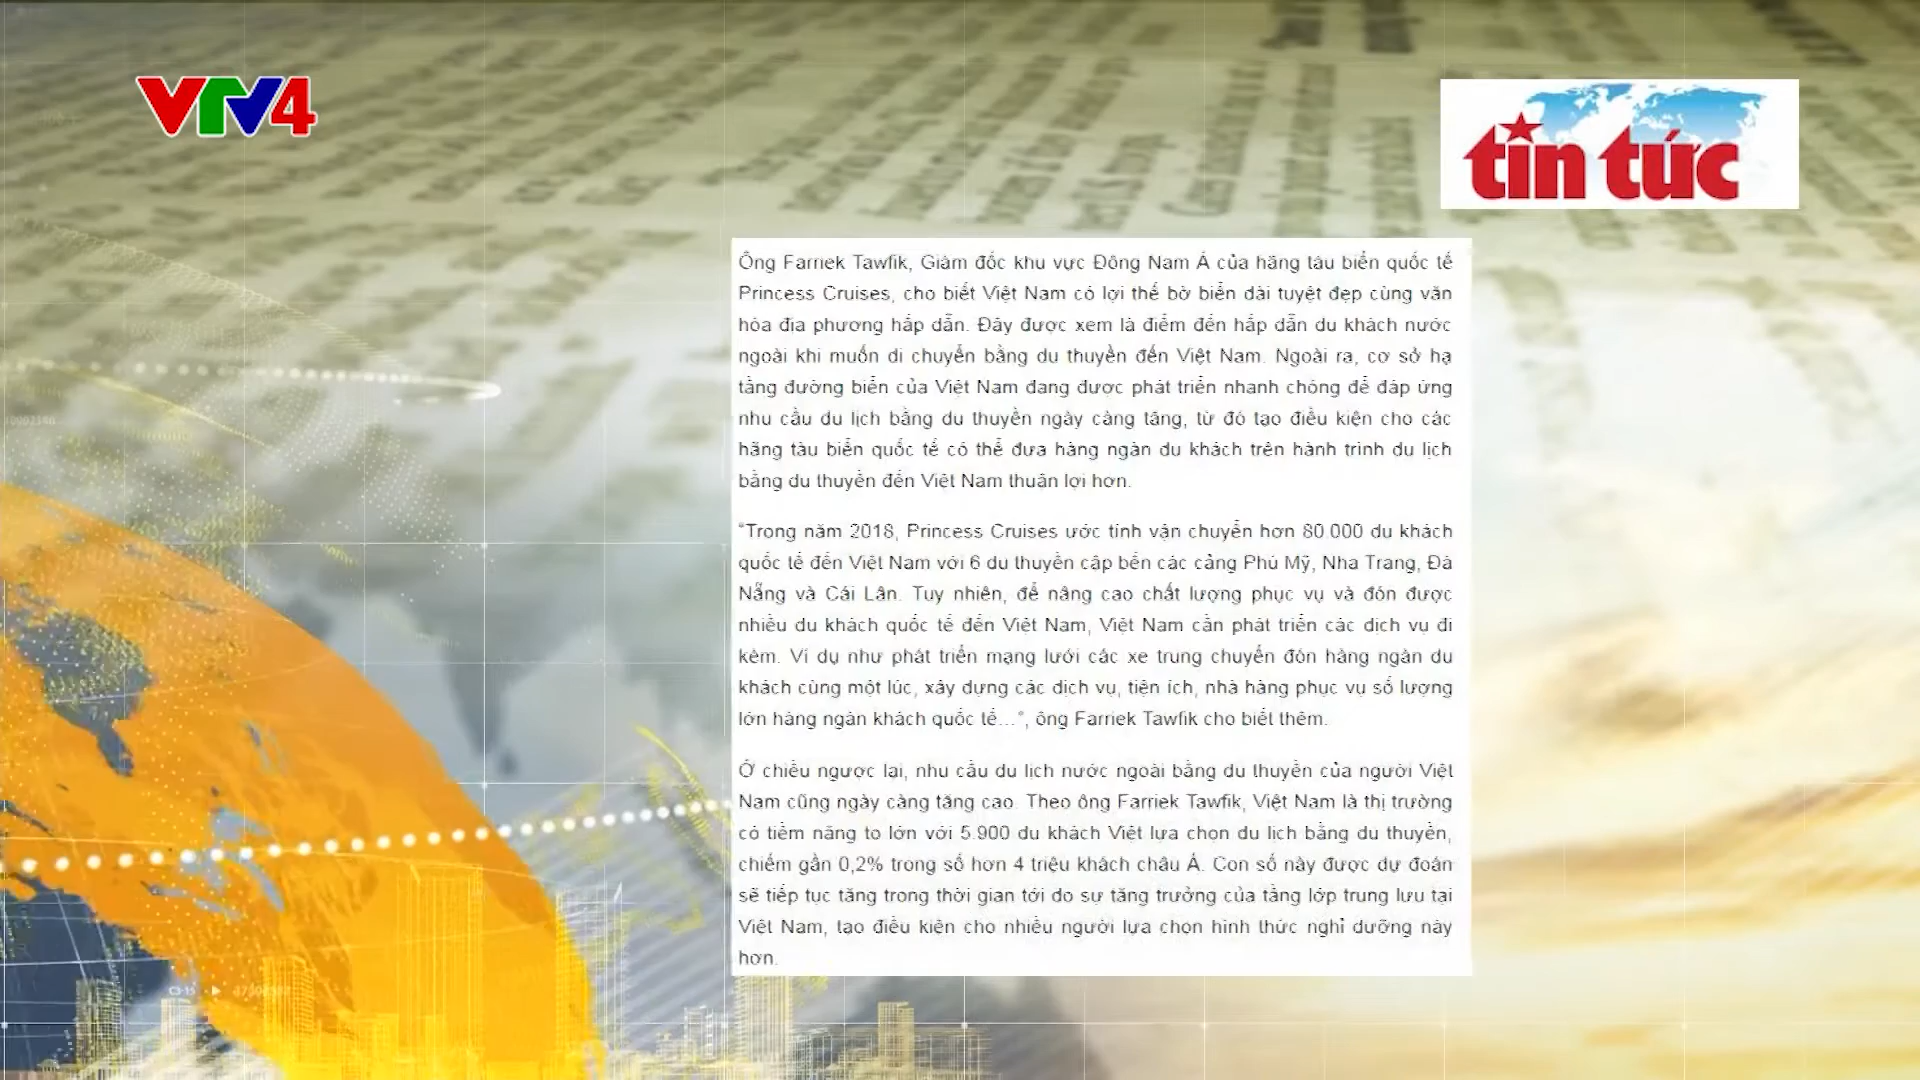 VTV4
tin tức
Ông Farriek Tawfik, Giám đốc khu vực Đông Nam Á của hãng tàu biển quốc tế
Princess Cruises, cho biết Việt Nam có lợi thế bờ biển dài tuyệt đẹp cùng văn
hóa địa phương hấp dẫn. Đây được xem là điểm đến hấp dẫn du khách nước
ngoài khi muốn di chuyển bằng du thuyền đến Việt Nam. Ngoài ra, cơ sở hạ
tầng đường biển của Việt Nam đang được phát triển nhanh chóng để đáp ứng
nhu cầu du lịch bằng du thuyền ngày càng tăng, từ đó tạo điều kiện cho các
hãng tàu biển quốc tế có thể đưa hàng ngàn du khách trên hành trình du lịch
bằng du thuyền đến Việt Nam thuận lợi hơn.
“Trong năm 2018, Princess Cruises ước tính vận chuyển hơn 80.000 du khách
quốc tế đến Việt Nam với 6 du thuyền cập bến các cảng Phú Mỹ, Nha Trang, Đà
Nẵng và Cái Lân. Tuy nhiên, để nâng cao chất lượng phục vụ và đón được
nhiều du khách quốc tế đến Việt Nam, Việt Nam cần phát triển các dịch vụ đi
kèm. Ví dụ như phát triển mạng lưới các xe trung chuyển đón hàng ngàn du
khách cùng một lúc, xây dựng các dịch vụ, tiện ích, nhà hàng phục vụ số lượng
lớn hàng ngàn khách quốc tế...”, ông Farriek Tawfik cho biết thêm.
Ở chiều ngược lại, nhu cầu du lịch nước ngoài bằng du thuyền của người Việt
Nam cũng ngày càng tăng cao. Theo ông Farriek Tawfik, Việt Nam là thị trường
có tiềm năng to lớn với 5.900 du khách Việt lựa chọn du lịch bằng du thuyền,
chiếm gần 0,2% trong số hơn 4 triệu khách châu Á. Con số này được dự đoán
sẽ tiếp tục tăng trong thời gian tới do sự tăng trưởng của tầng lớp trung lưu tại
Việt Nam, tạo điều kiện cho nhiều người lựa chọn hình thức nghỉ dưỡng này
hơn.